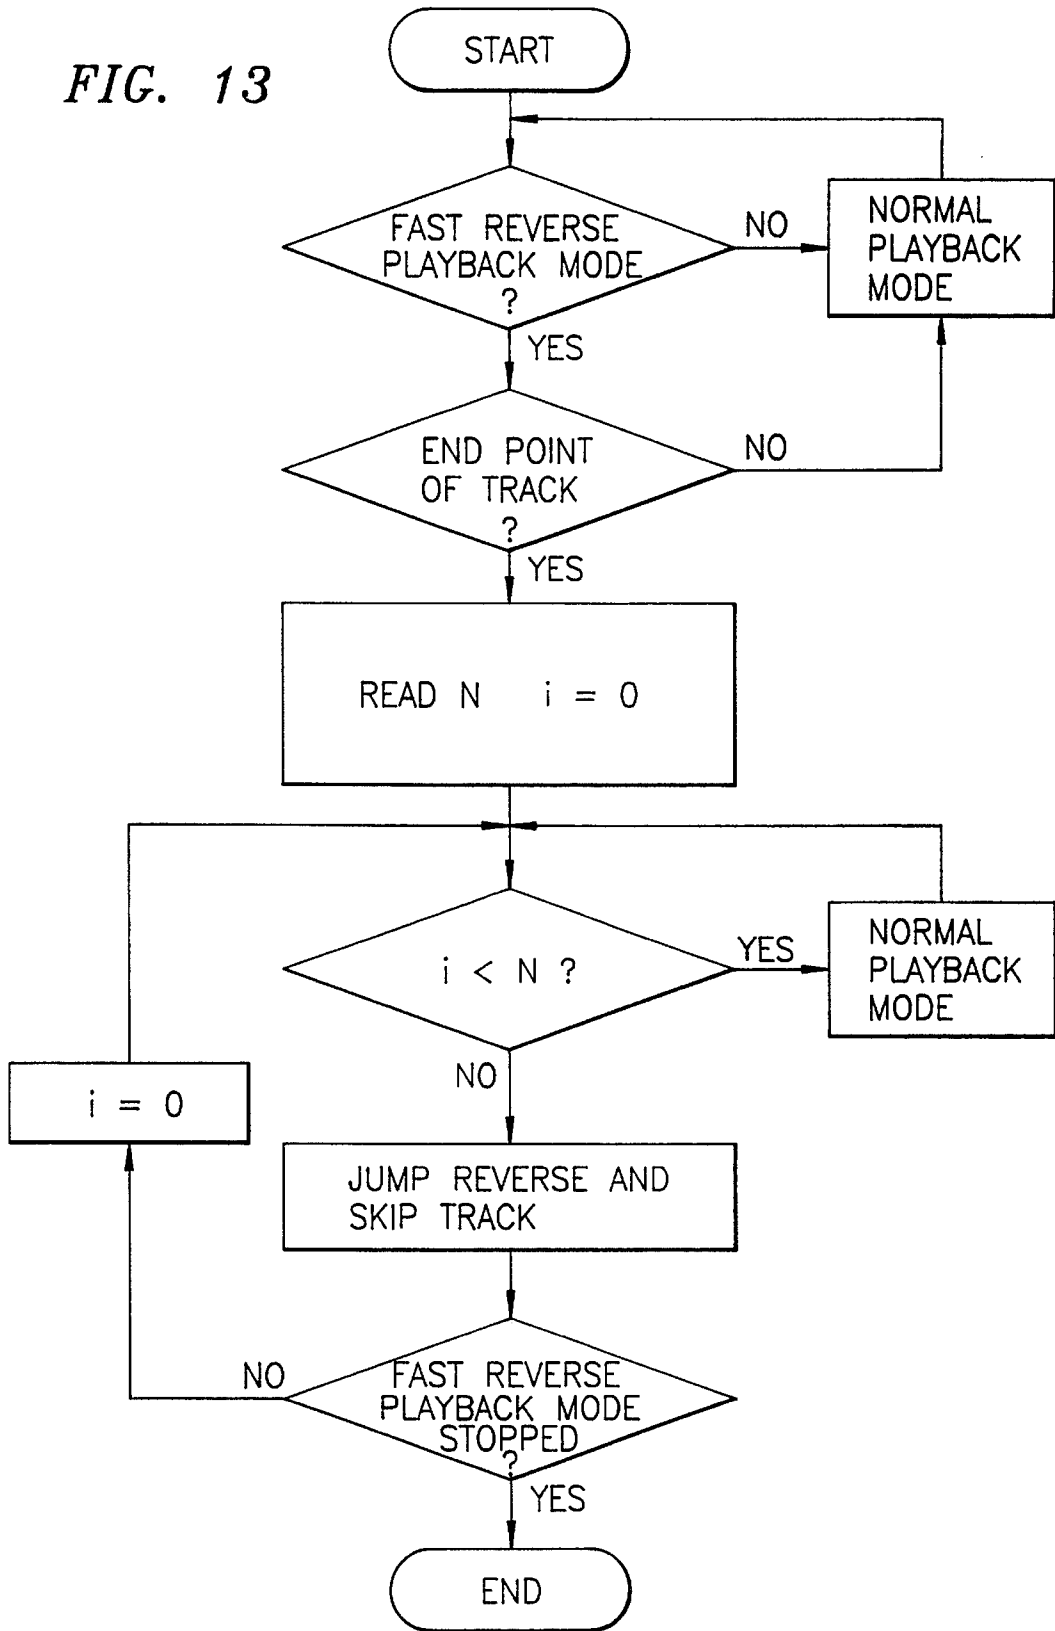 FIG. 13
START
FAST REVERSE
PLAYBACK MODE
?
NO
NORMAL
PLAYBACK
MODE
YES
END POINT
OF TRACK
?
NO
YES
READ N i = 0
i < N ?
YES
NORMAL
PLAYBACK
MODE
NO
i = 0
JUMP REVERSE AND
SKIP TRACK
FAST REVERSE
PLAYBACK MODE
STOPPED
?
NO
YES
END